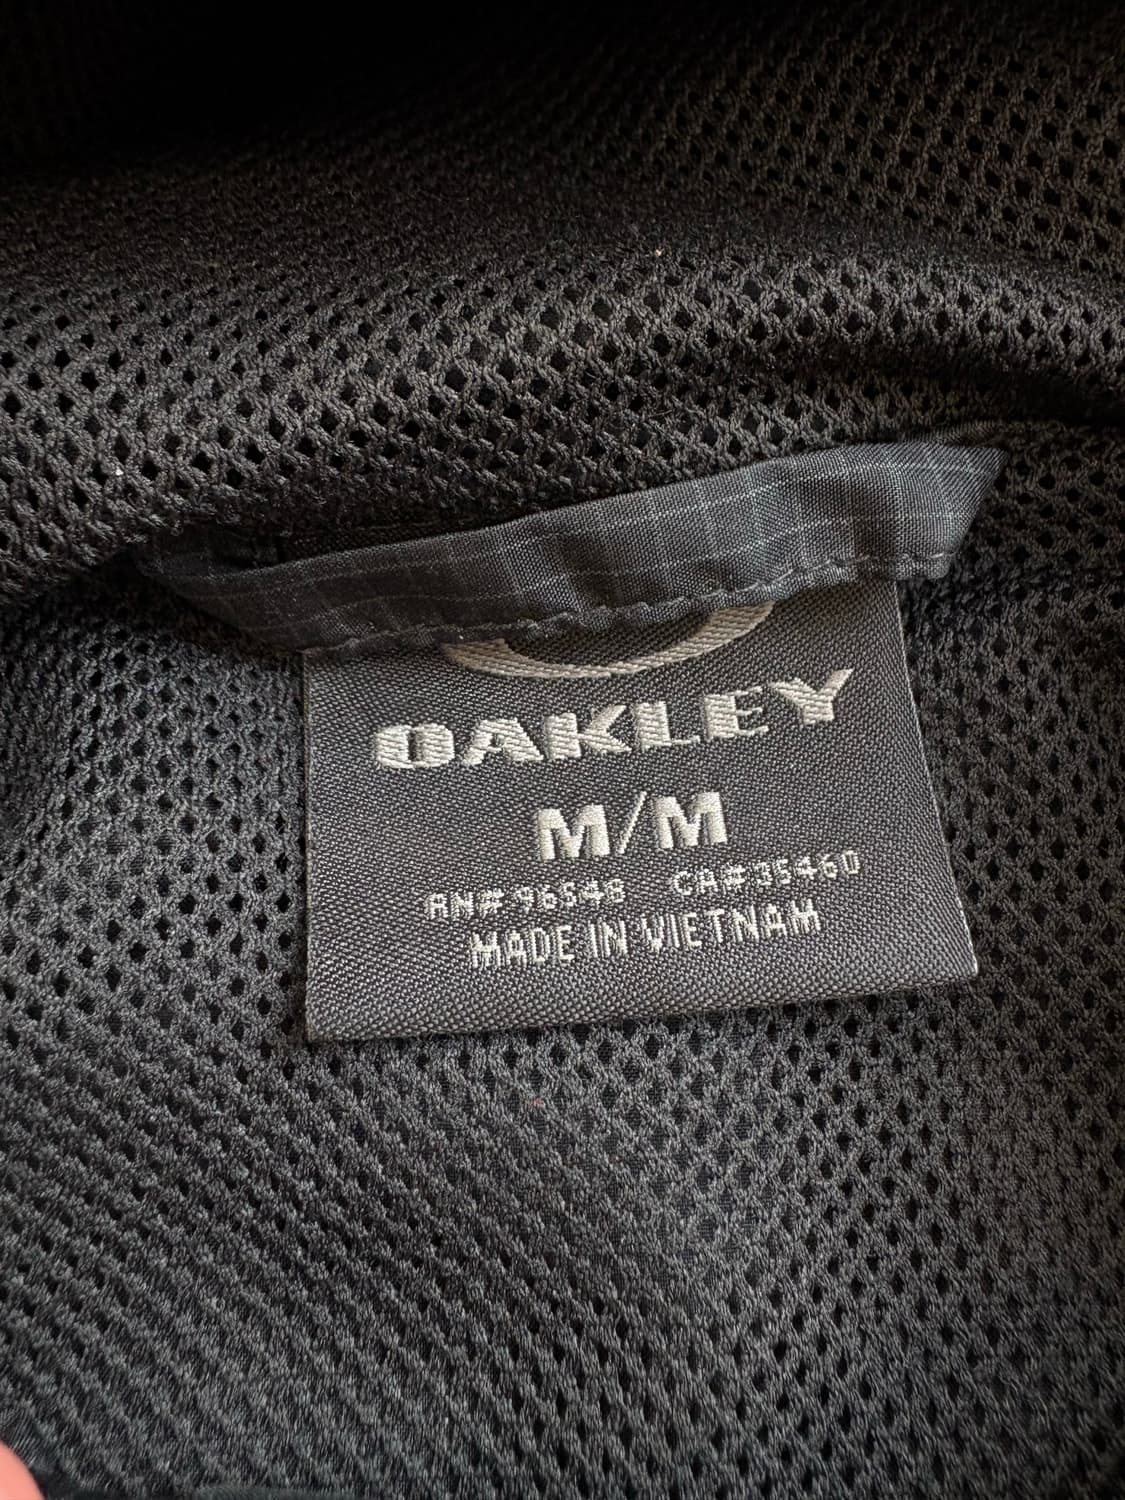 OAKLEY
M/M
RN# 96548 CA# 35460
MADE IN VIETNAM